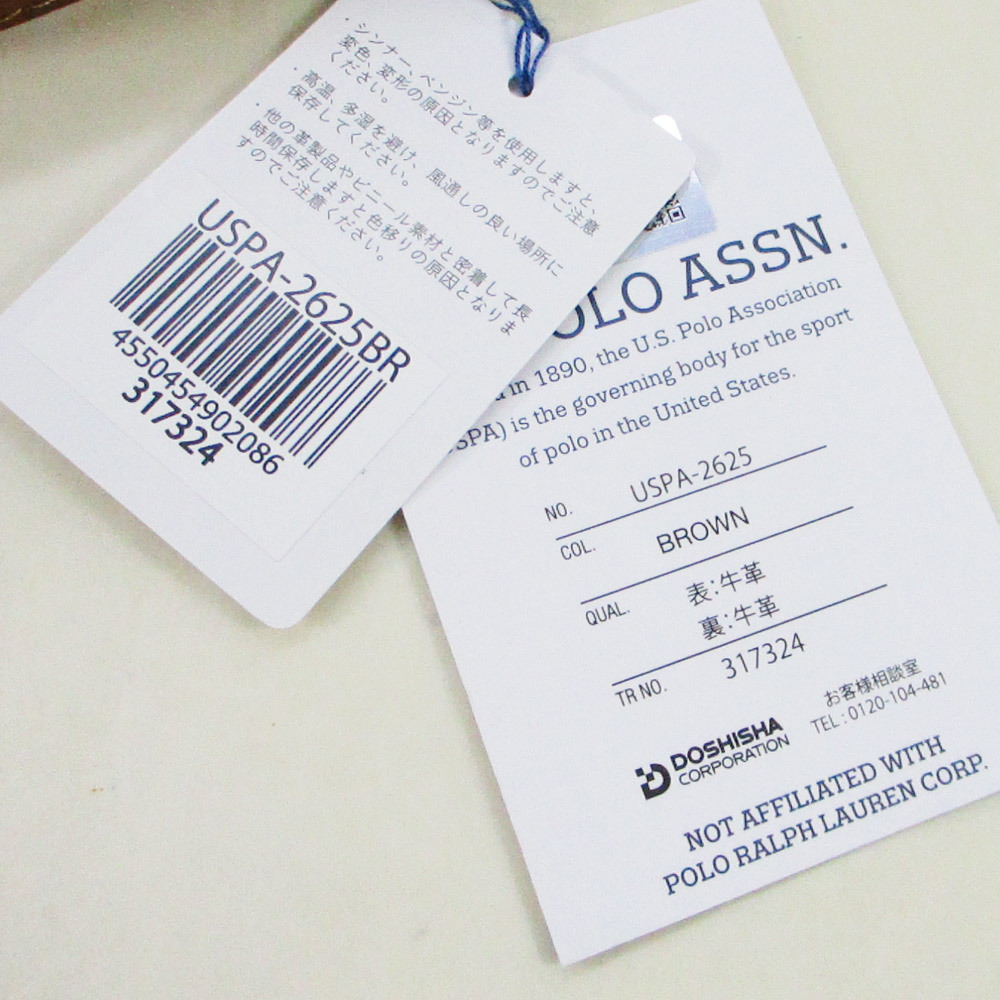 ・シンナー、ベンジン等を使用しますと、
変色、変形の原因となりますのでご注意
ください。
・高温、多湿を避け、風通しの良い場所に
保存してください。
・他の革製品やビニール素材と密着して長
時間保存しますと色移りの原因となりま
すのでご注意ください。
USPA-2625BR
4550454902086
317324
OLO ASSN.
in 1890, the U.S. Polo Association
SPA) is the governing body for the sport
of polo in the United States.
NO. USPA-2625
COL. BROWN
QUAL. 表:牛革
裏:牛革
TR NO. 317324
DOSHISHA
CORPORATION
お客様相談室
TEL : 0120-104-481
NOT AFFILIATED WITH
POLO RALPH LAUREN CORP.